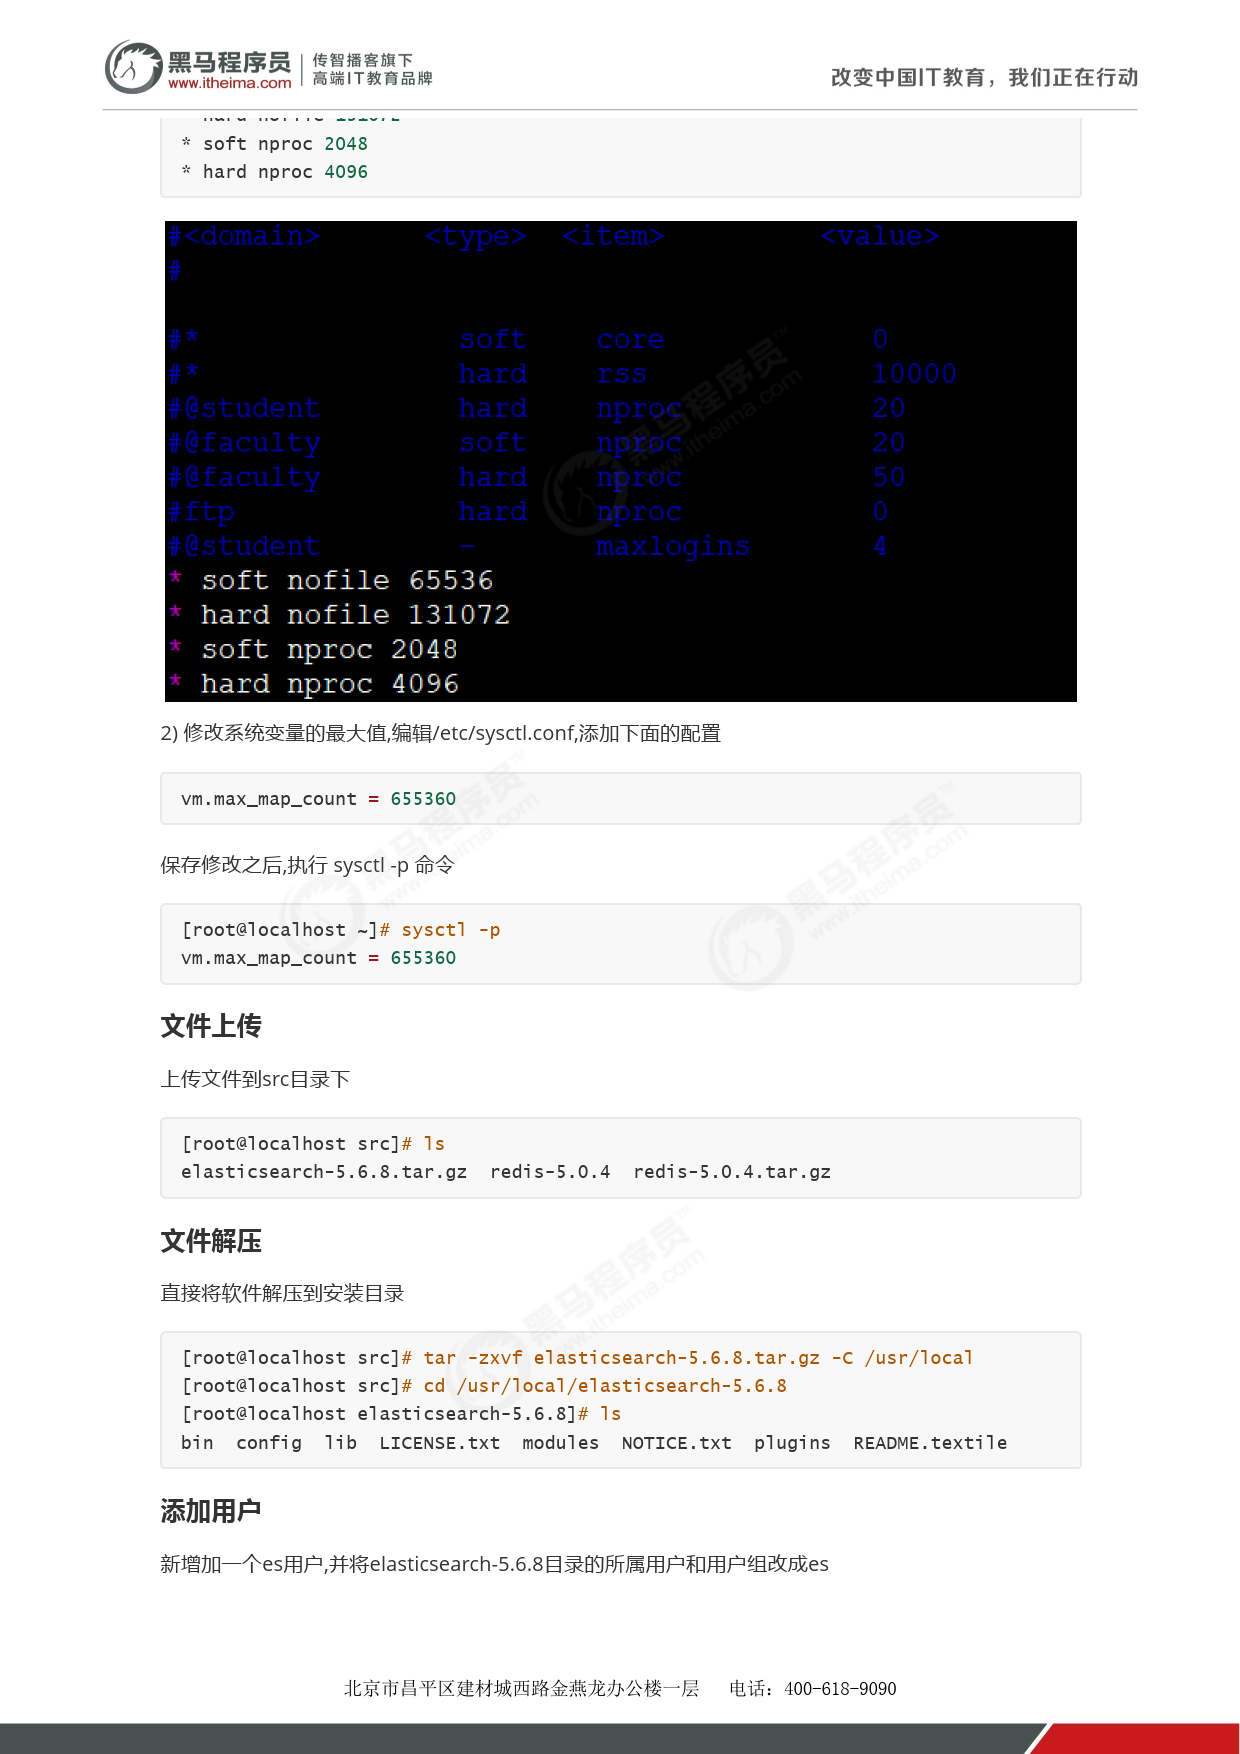 黑马程序员 传智播客旗下
www.itheima.com 高端IT教育品牌
改变中国IT教育，我们正在行动
* hard nofile 131072
* soft nproc 2048
* hard nproc 4096
#<domain> <type> <item> <value>
#
#* soft core 0
#* hard rss 10000
#@student hard nproc 20
#@faculty soft nproc 20
#@faculty hard nproc 50
#ftp hard nproc 0
#@student - maxlogins 4
* soft nofile 65536
* hard nofile 131072
* soft nproc 2048
* hard nproc 4096
2) 修改系统变量的最大值,编辑/etc/sysctl.conf,添加下面的配置
vm.max_map_count = 655360
保存修改之后,执行 sysctl -p 命令
[root@localhost ~]# sysctl -p
vm.max_map_count = 655360
文件上传
上传文件到src目录下
[root@localhost src]# ls
elasticsearch-5.6.8.tar.gz redis-5.0.4 redis-5.0.4.tar.gz
文件解压
直接将软件解压到安装目录
[root@localhost src]# tar -zxvf elasticsearch-5.6.8.tar.gz -C /usr/local
[root@localhost src]# cd /usr/local/elasticsearch-5.6.8
[root@localhost elasticsearch-5.6.8]# ls
bin config lib LICENSE.txt modules NOTICE.txt plugins README.textile
添加用户
新增加一个es用户,并将elasticsearch-5.6.8目录的所属用户和用户组改成es
北京市昌平区建材城西路金燕龙办公楼一层 电话：400-618-9090